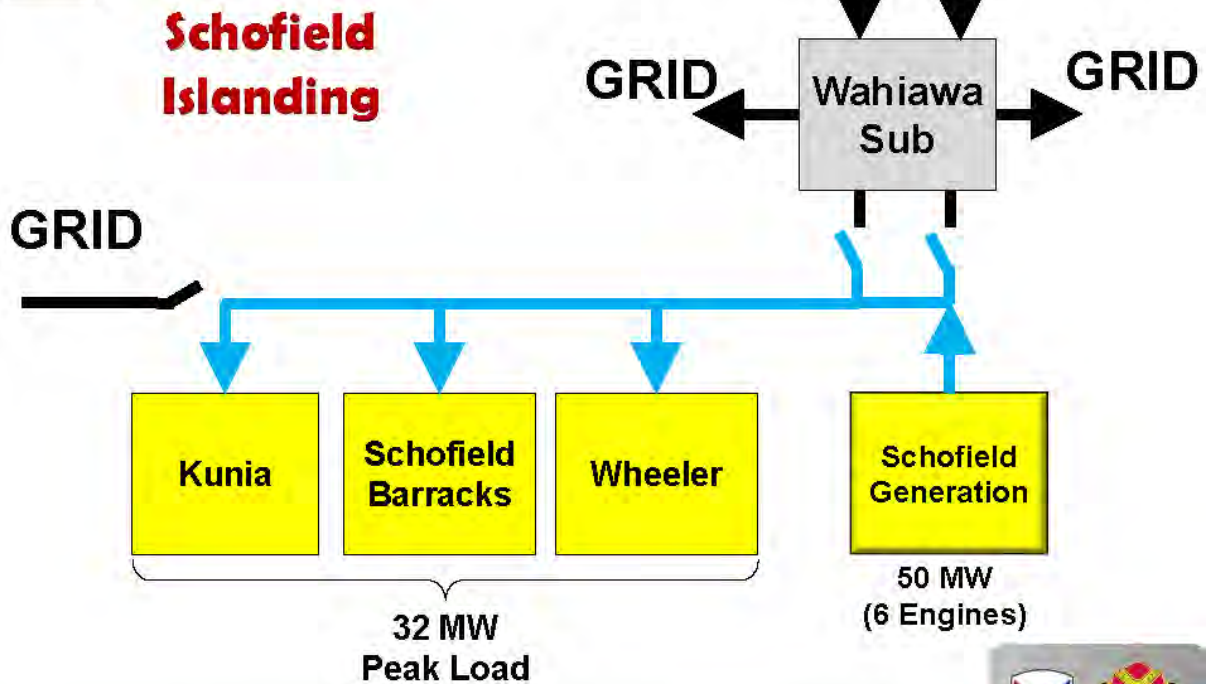 Schofield
Islanding
GRID
Wahiawa
Sub
GRID
GRID
Kunia
Schofield
Barracks
Wheeler
Schofield
Generation
32 MW
Peak Load
50 MW
(6 Engines)